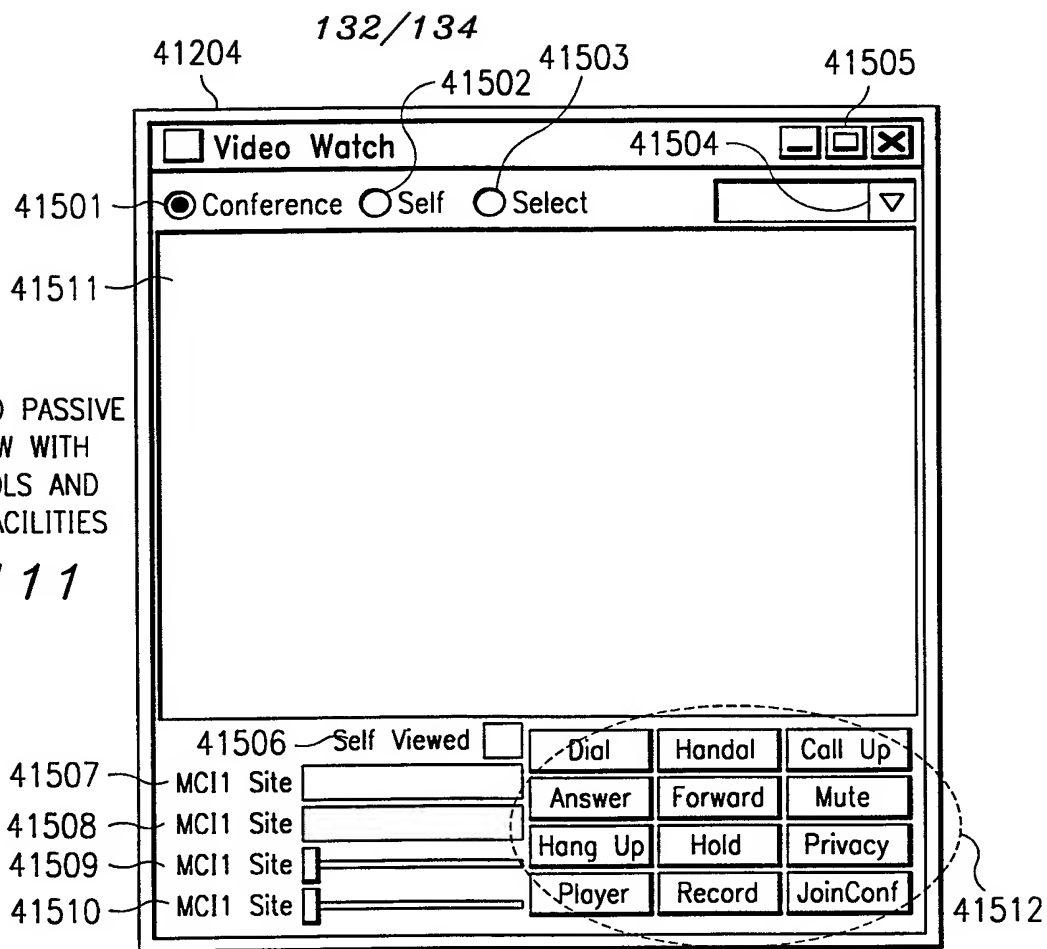 132/134
41204
41502
41503
41505
Video Watch
41504
41501
Conference Self Select
41511
PASSIVE
WITH
AND
11
41506 Self Viewed
41507 MCI1 Site
41508 MCI1 Site
41509 MCI1 Site
41510 MCI1 Site
Dial Handal Call Up
Answer Forward Mute
Hang Up Hold Privacy
Player Record JoinConf
41512